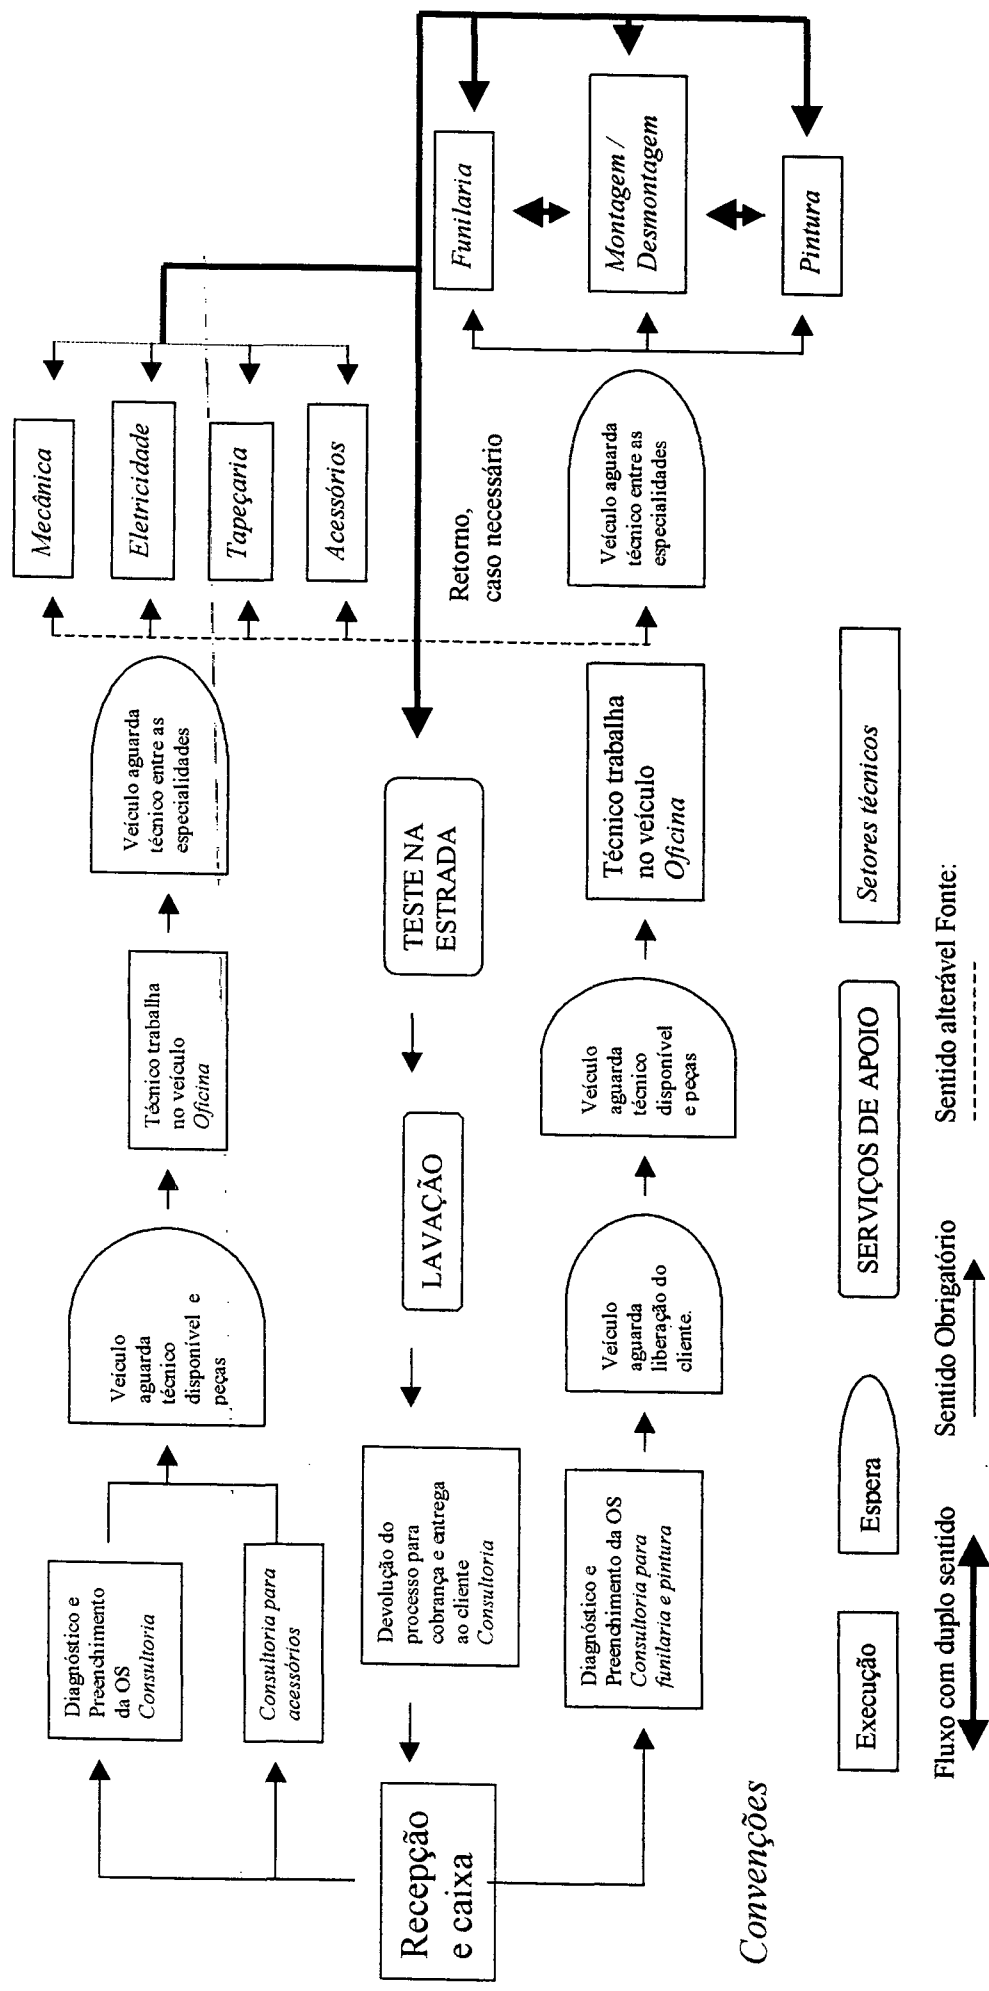 Diagnóstico e
Preenchimento
da OS
Consultoria
Veículo
aguarda
técnico
disponível e
peças
Técnico trabalha
no veículo
Oficina
Veículo aguarda
técnico entre as
especialidades
Mecânica
Eletricidade
Tapeçaria
Acessórios
Consultoria para
acessórios
Recepção
e caixa
Devolução do
processo para
cobrança e entrega
ao cliente
Consultoria
LAVAÇÃO
TESTE NA
ESTRADA
Retorno,
caso necessário
Diagnóstico e
Preenchimento da OS
Consultoria para
funilaria e pintura
Veículo
aguarda
liberação do
cliente.
Veículo
aguarda
técnico
disponível
e peças
Técnico trabalha
no veículo
Oficina
Veículo aguarda
técnico entre as
especialidades
Funilaria
Montagem /
Desmontagem
Pintura
Convenções
Execução
Espera
SERVIÇOS DE APOIO
Setores técnicos
Fluxo com duplo sentido
Sentido Obrigatório
Sentido alterável Fonte: